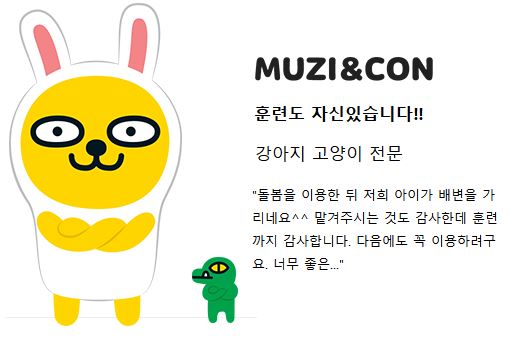 MUZI&CON
훈련도 자신있습니다!!
강아지 고양이 전문
"돌봄을 이용한 뒤 저희 아이가 배변을 가
리네요^^ 맡겨주시는 것도 감사한데 훈련
까지 감사합니다. 다음에도 꼭 이용하려구
요. 너무 좋은..."